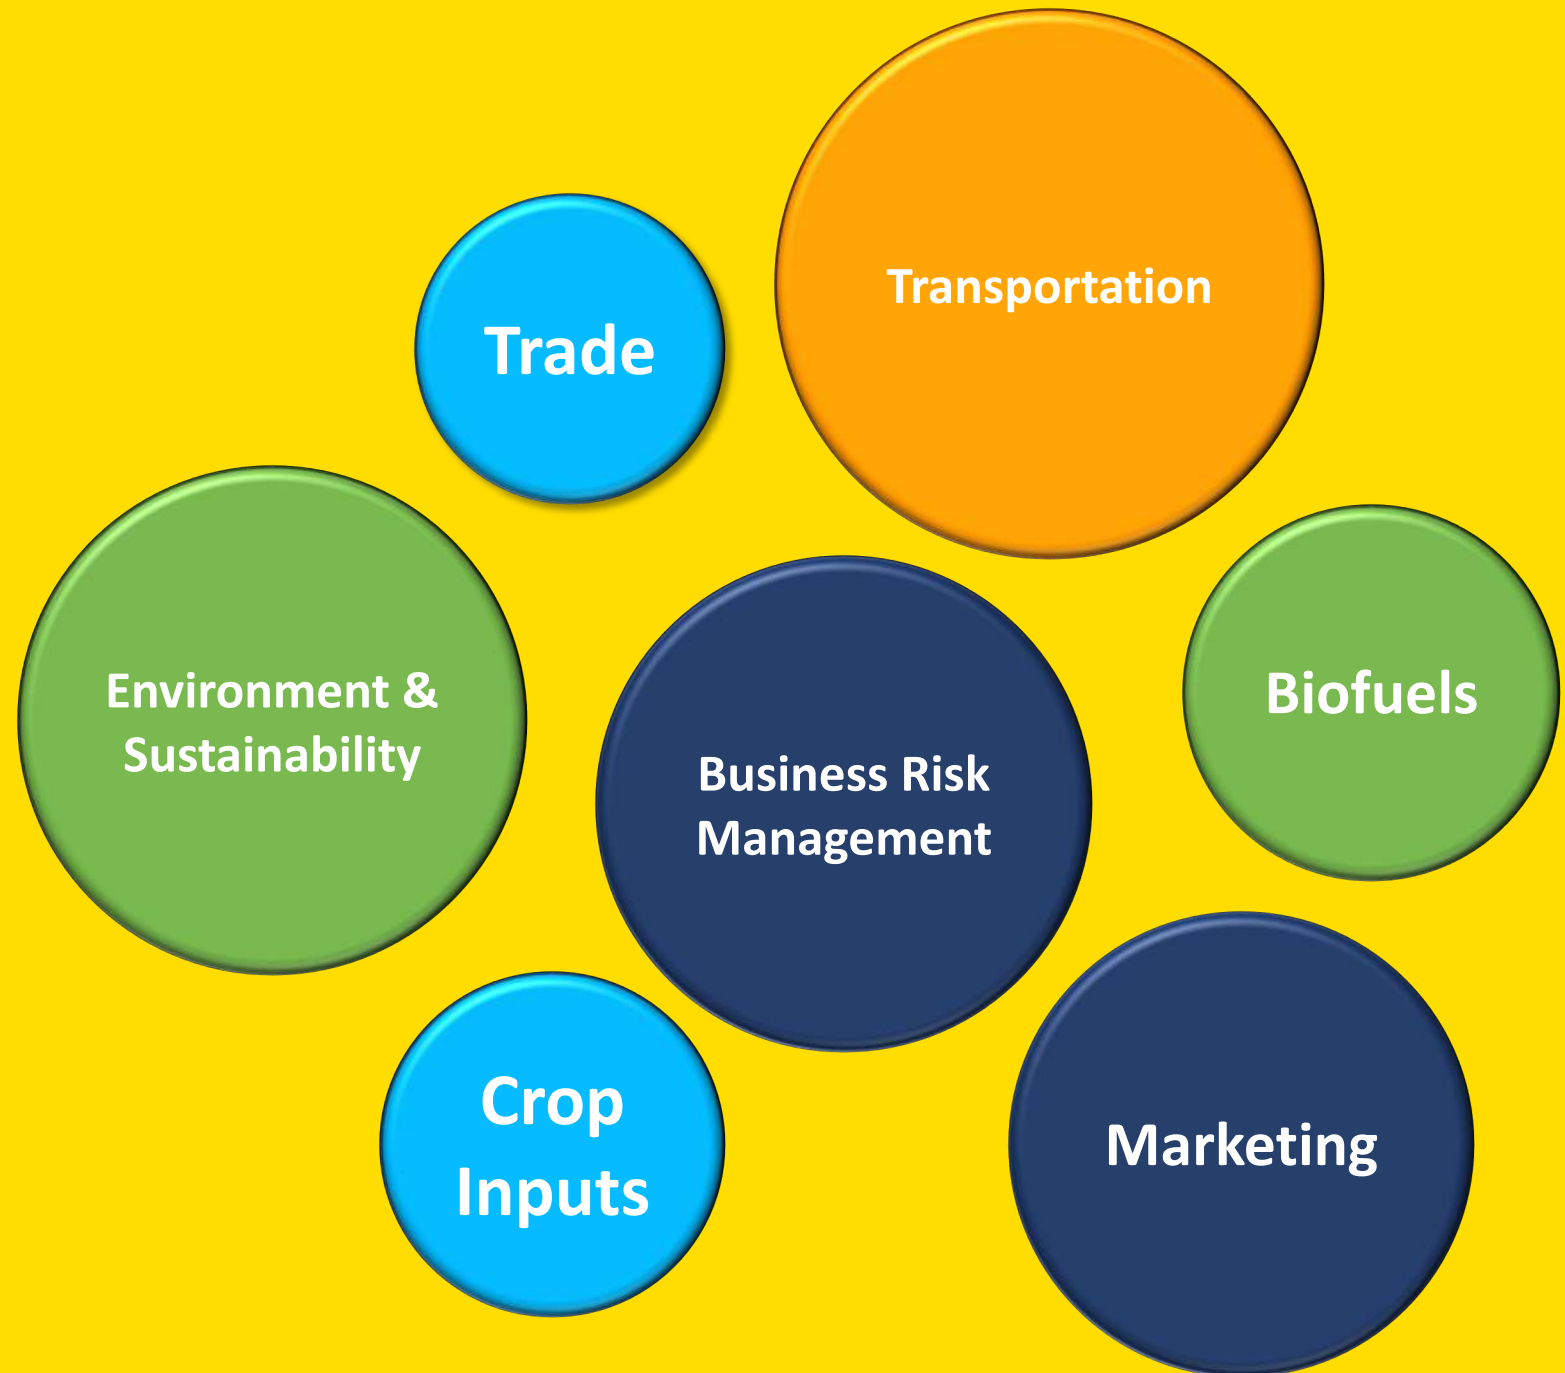 Transportation
Trade
Environment &
Sustainability
Biofuels
Business Risk
Management
Crop
Inputs
Marketing